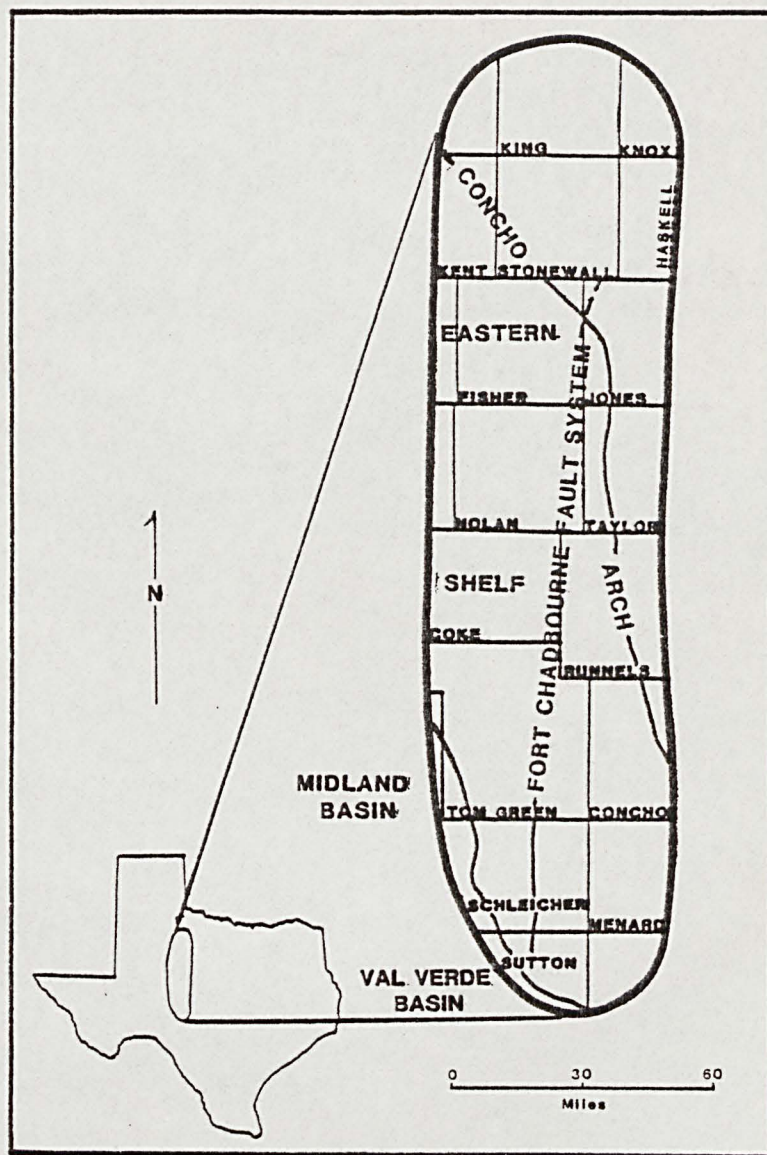 KING KNOX
CONCHO
HASKELL
KENT STONEWALL
EASTERN
FISHER JONES
FORT CHADBOURNE FAULT SYSTEM
NOLAN TAYLOR
SHELF
ARCH
N
COKE
RUNNELS
MIDLAND
BASIN
TOM GREEN CONCHO
SCHLEICHER
MENARD
SUTTON
VAL VERDE
BASIN
0 30 60
Miles